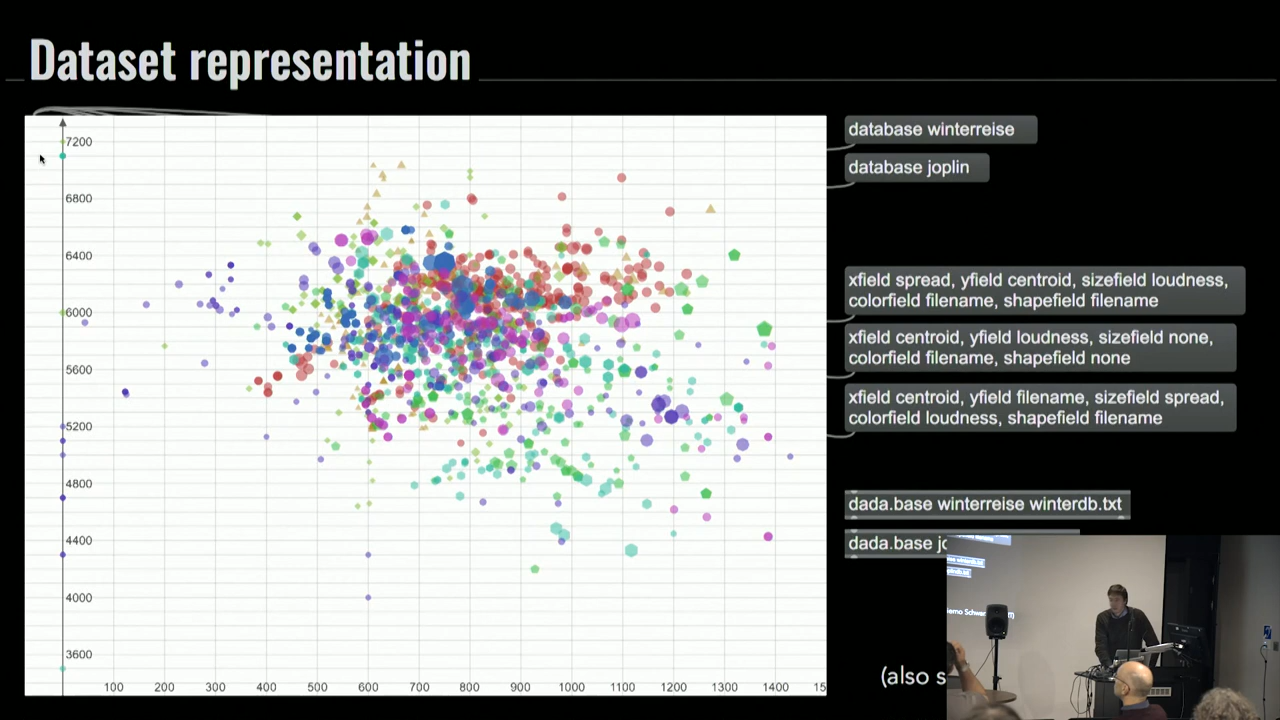 Dataset representation
7200
6800
6400
6000
5600
5200
4800
4400
4000
3600
100 200 300 400 500 600 700 800 900 1000 1100 1200 1300 1400 15
database winterreise
database joplin
xfield spread, yfield centroid, sizefield loudness,
colorfield filename, shapefield filename
xfield centroid, yfield loudness, sizefield none,
colorfield filename, shapefield none
xfield centroid, yfield filename, sizefield spread,
colorfield loudness, shapefield filename
dada.base winterreise winterdb.txt
dada.base jo
(also s